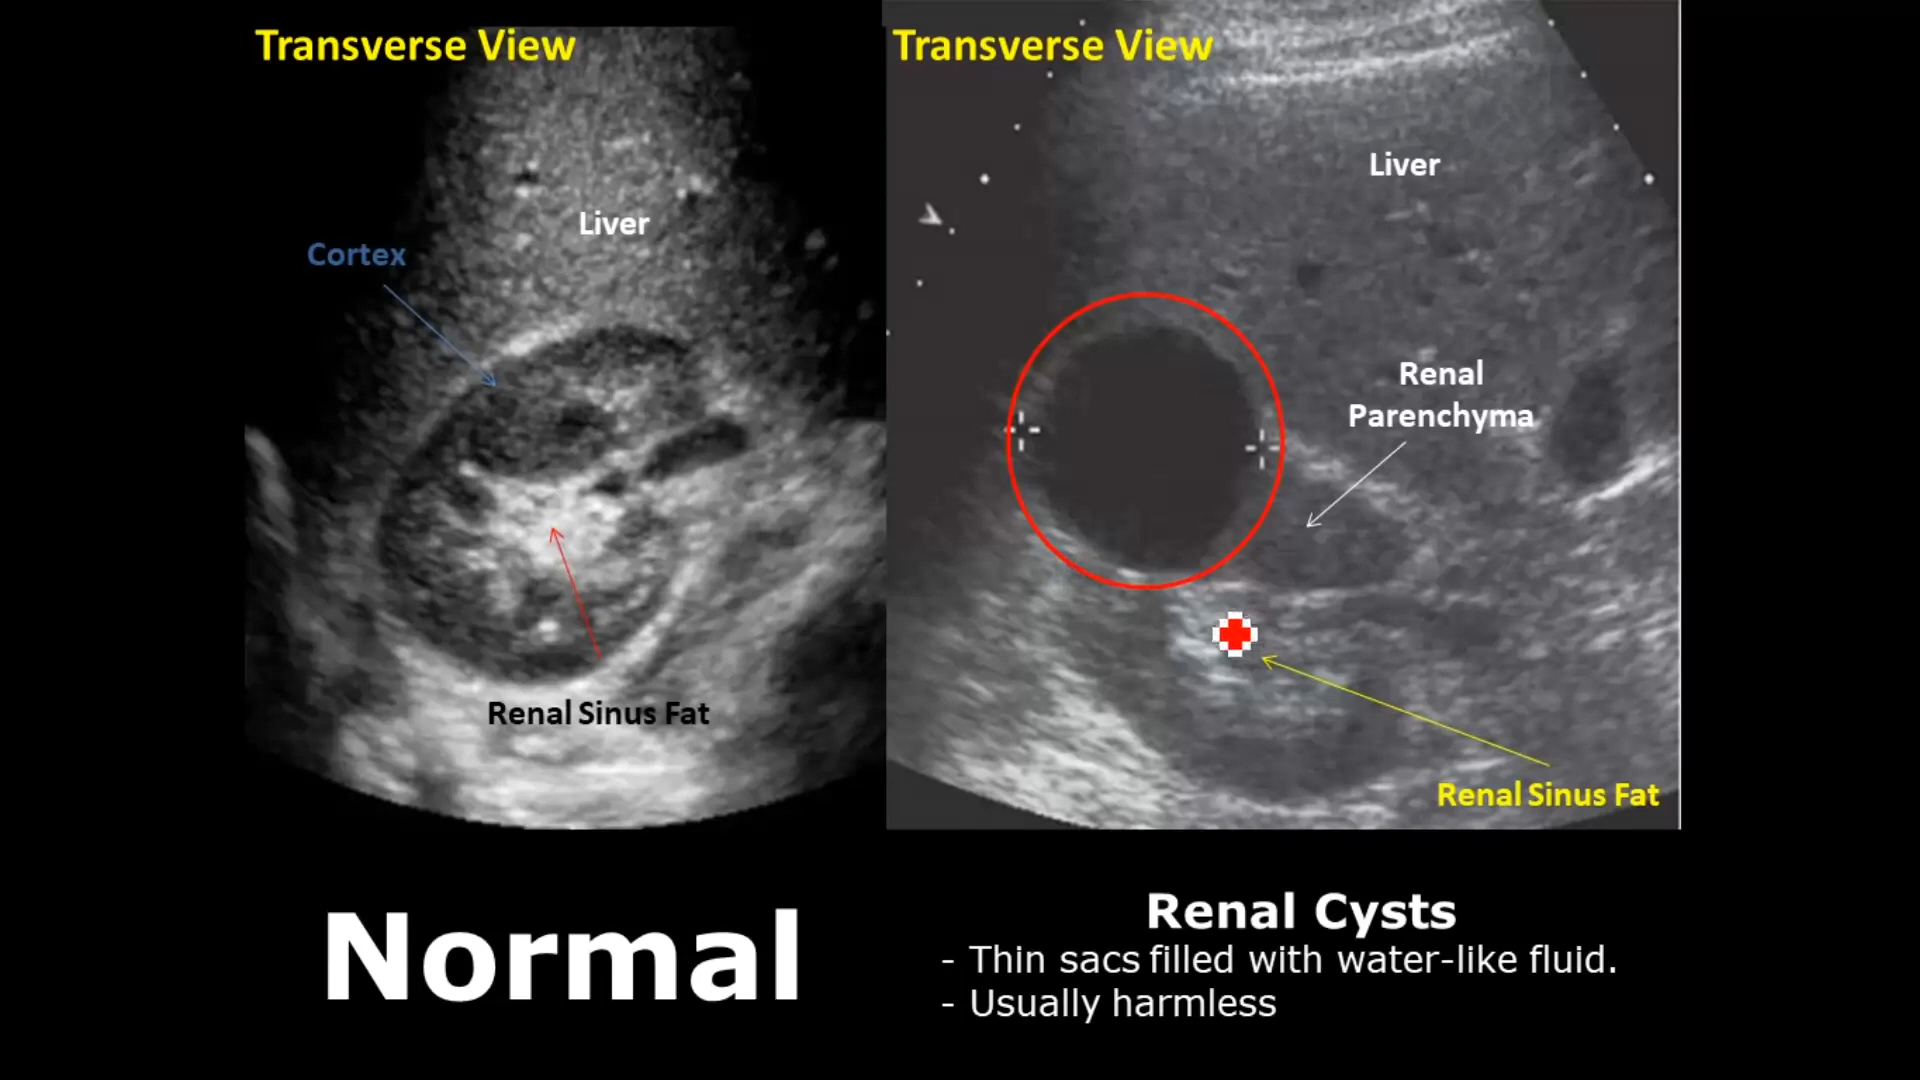 Transverse View
Liver
Cortex
Renal Sinus Fat
Normal
Transverse View
Liver
Renal
Parenchyma
Renal Sinus Fat
Renal Cysts
- Thin sacs filled with water-like fluid.
- Usually harmless